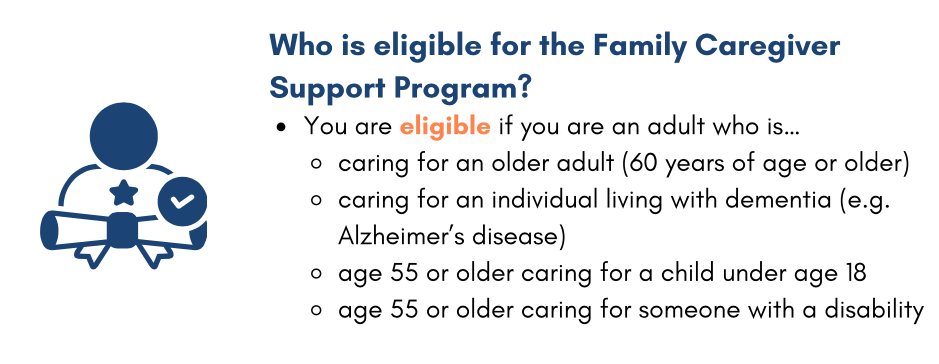 Who is eligible for the Family Caregiver
Support Program?
• You are eligible if you are an adult who is...
◦ caring for an older adult (60 years of age or older)
◦ caring for an individual living with dementia (e.g.
Alzheimer's disease)
◦ age 55 or older caring for a child under age 18
◦ age 55 or older caring for someone with a disability